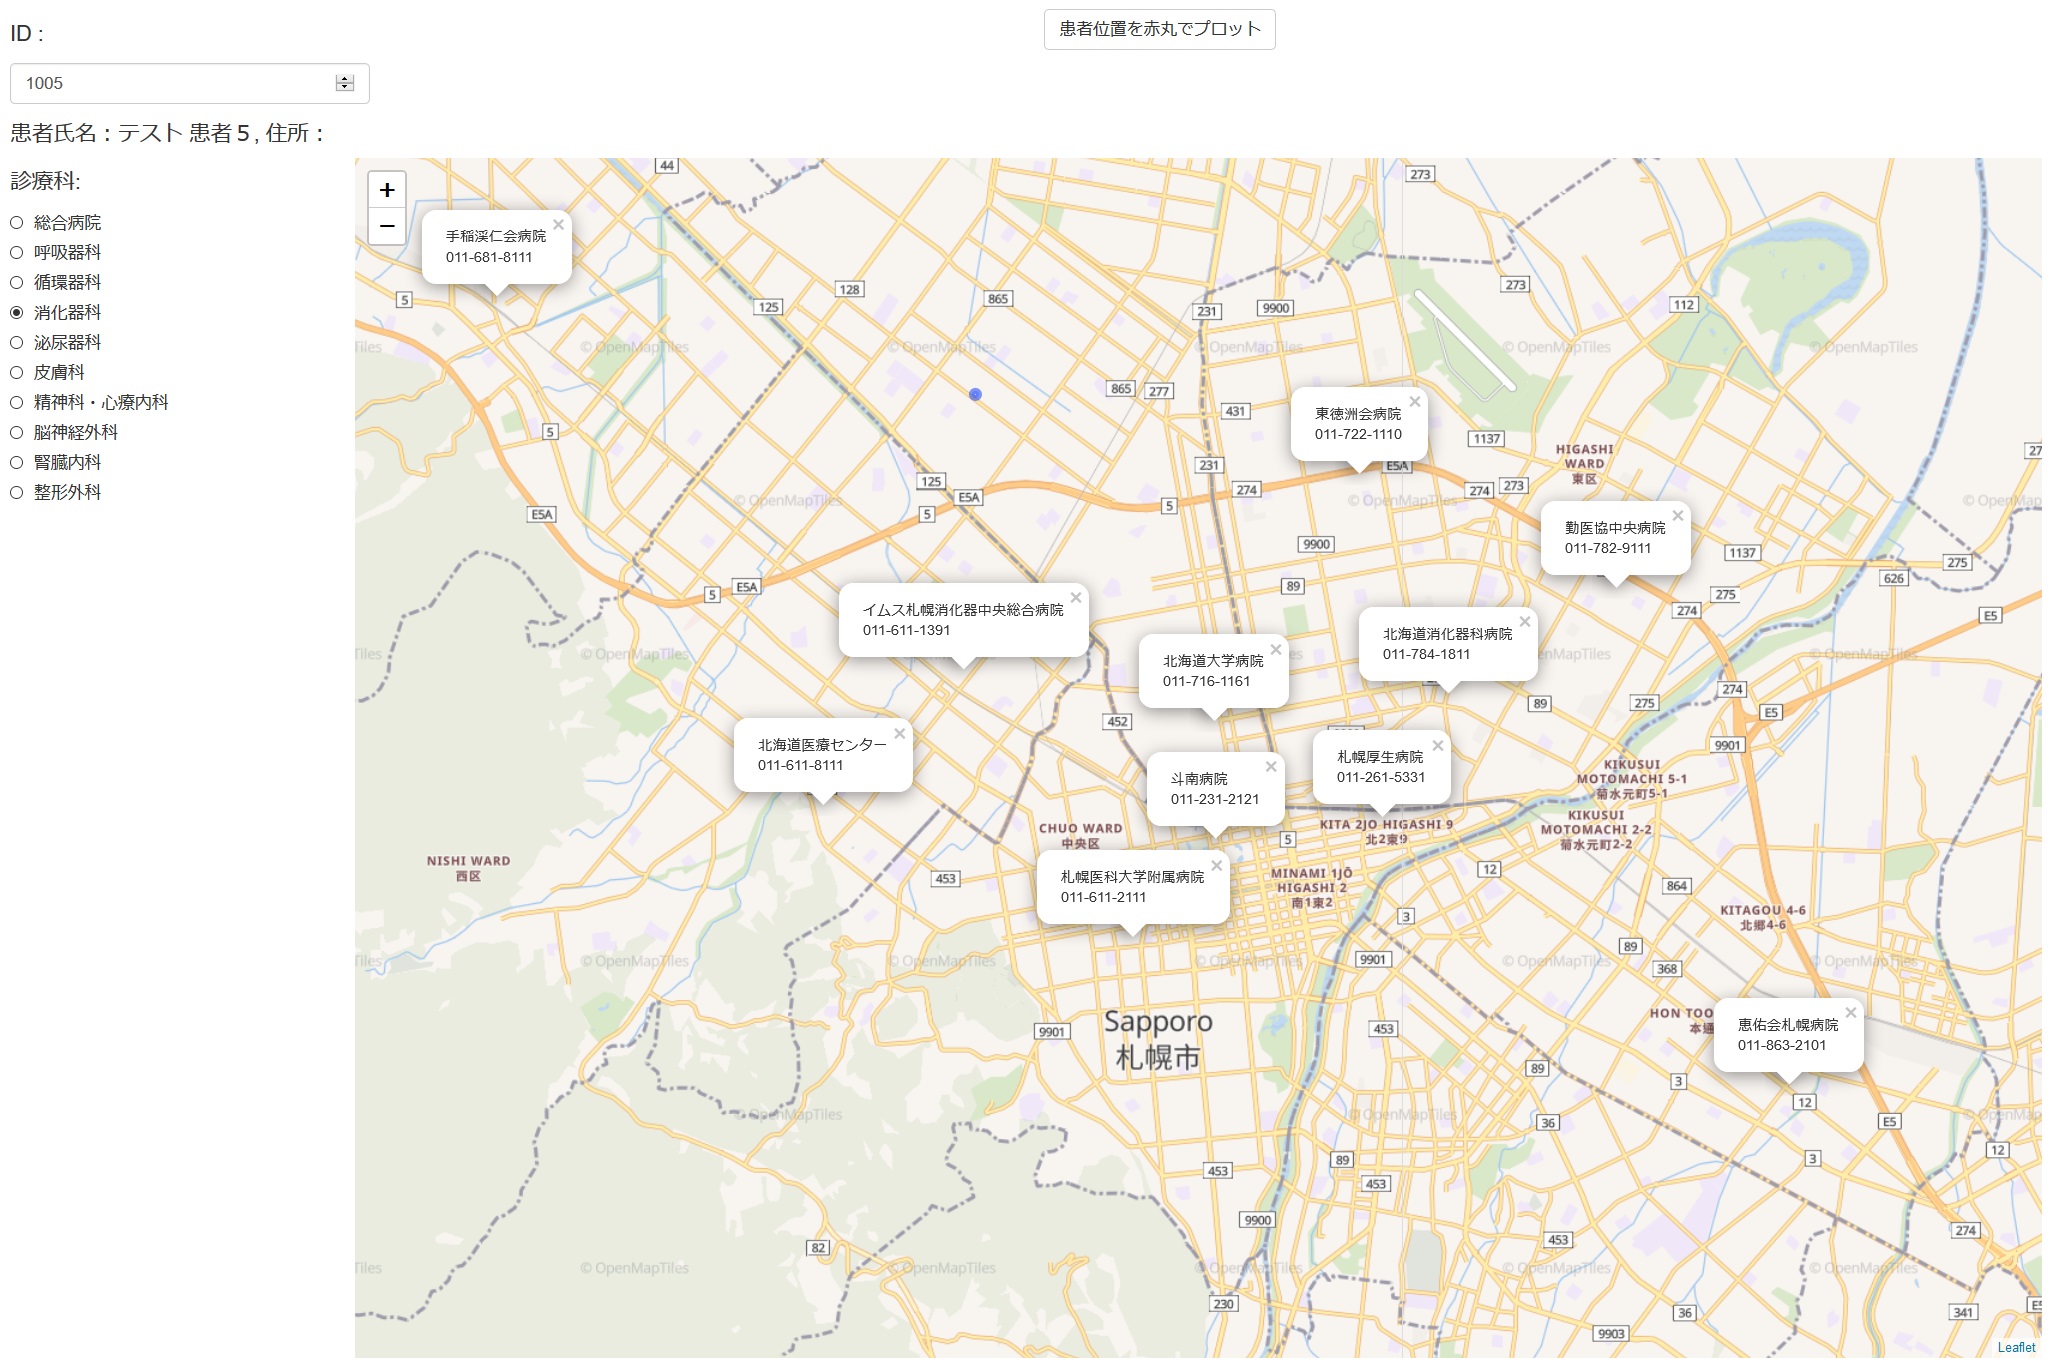 ID :
患者位置を赤丸でプロット
1005
患者氏名：テスト 患者５, 住所：
診療科:
総合病院
呼吸器科
循環器科
消化器科
泌尿器科
皮膚科
精神科・心療内科
脳神経外科
腎臓内科
整形外科
+
−
手稲渓仁会病院
011-681-8111
東徳洲会病院
011-722-1110
勤医協中央病院
011-782-9111
イムス札幌消化器中央総合病院
011-611-1391
北海道消化器科病院
011-784-1811
北海道大学病院
011-716-1161
北海道医療センター
011-611-8111
札幌厚生病院
011-261-5331
斗南病院
011-231-2121
札幌医科大学附属病院
011-611-2111
恵佑会札幌病院
011-863-2101
HIGASHI
WARD
東区
KIKUSUI
MOTOMACHI 5-1
菊水元町5-1
KIKUSUI
MOTOMACHI 2-2
菊水元町2-2
CHUO WARD
中央区
KITA 2JO HIGASHI 9
北2東9
NISHI WARD
西区
MINAMI 1JŌ
HIGASHI 2
南1東2
KITAGOU 4-6
北郷4-6
HON TOO
本通
Sapporo
札幌市
44
273
5
125
128
865
231
9900
273
112
865
277
431
5
125
E5A
231
274
E5A
1137
274
273
E5A
5
5
9900
1137
275
626
5
E5A
89
275
274
E5
452
89
275
274
E5
9901
453
5
12
864
3
89
368
9901
9901
453
89
3
12
36
E5
12
3
453
89
453
9900
82
453
274
230
36
341
9903
© OpenMapTiles
Leaflet